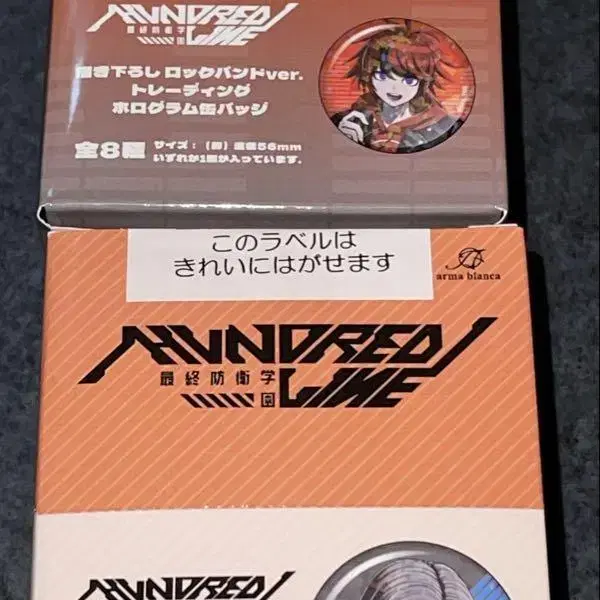 HUNDRED
最終防衛学園
LINE
描き下ろし ロックバンドver.
トレーディング
ホログラム缶バッジ
全8種
サイズ：（約）直径56mm
いずれか1個が入っています。
このラベルは
きれいにはがせます
arma bianca
HUNDRED
最終防衛学園
LINE
HUNDRED
LINE